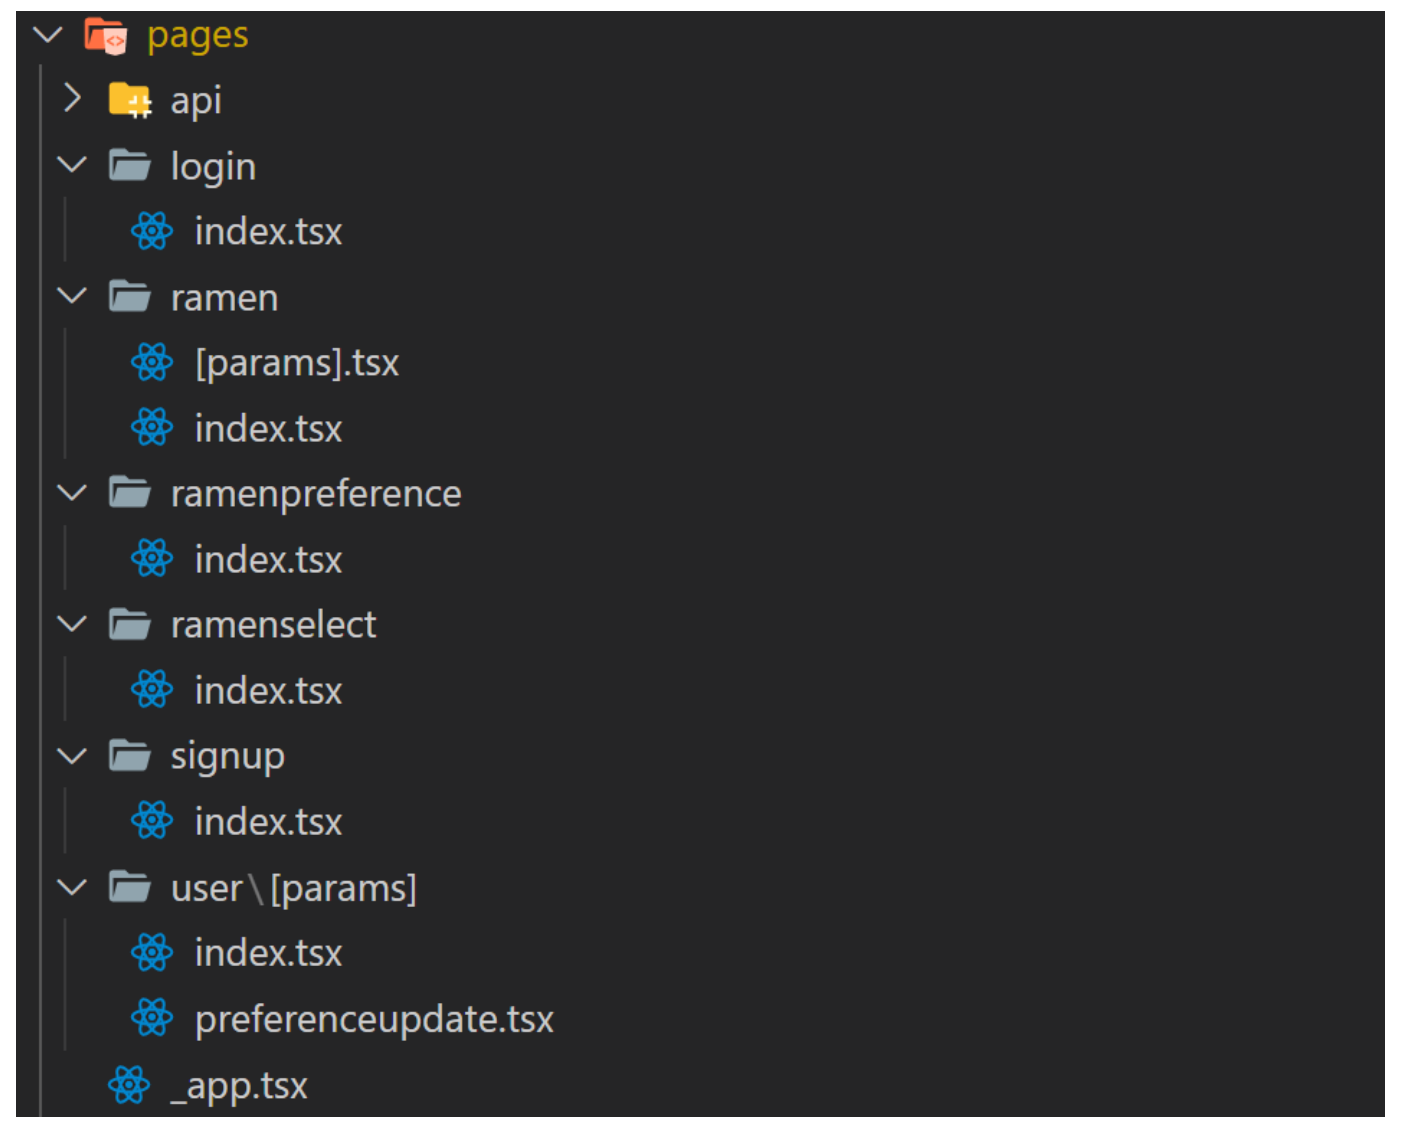 pages
api
login
index.tsx
ramen
[params].tsx
index.tsx
ramenpreference
index.tsx
ramenselect
index.tsx
signup
index.tsx
user\[params]
index.tsx
preferenceupdate.tsx
_app.tsx